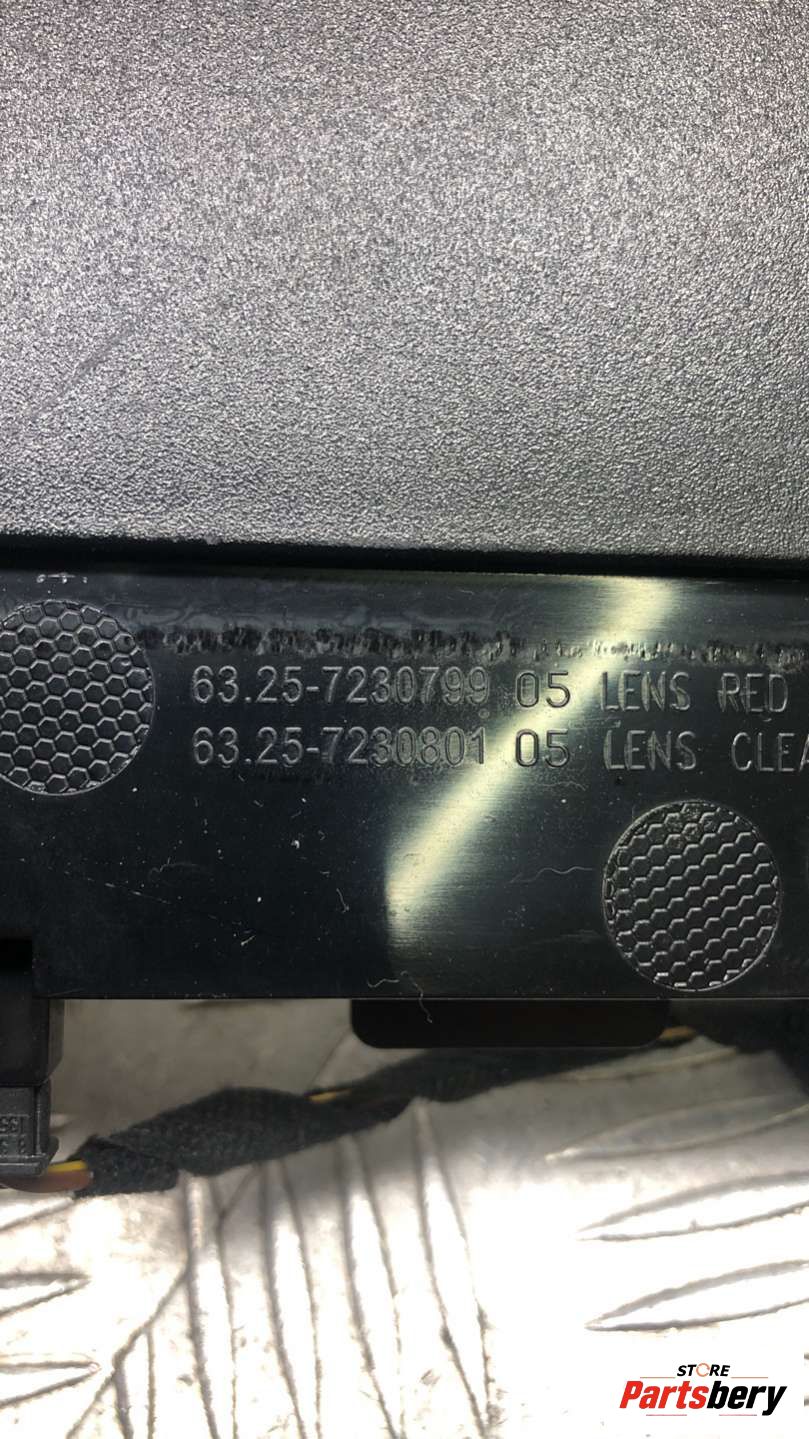 63.25-7230799 05 LENS RED
63.25-7230801 05 LENS CLEA
STORE
Partsbery